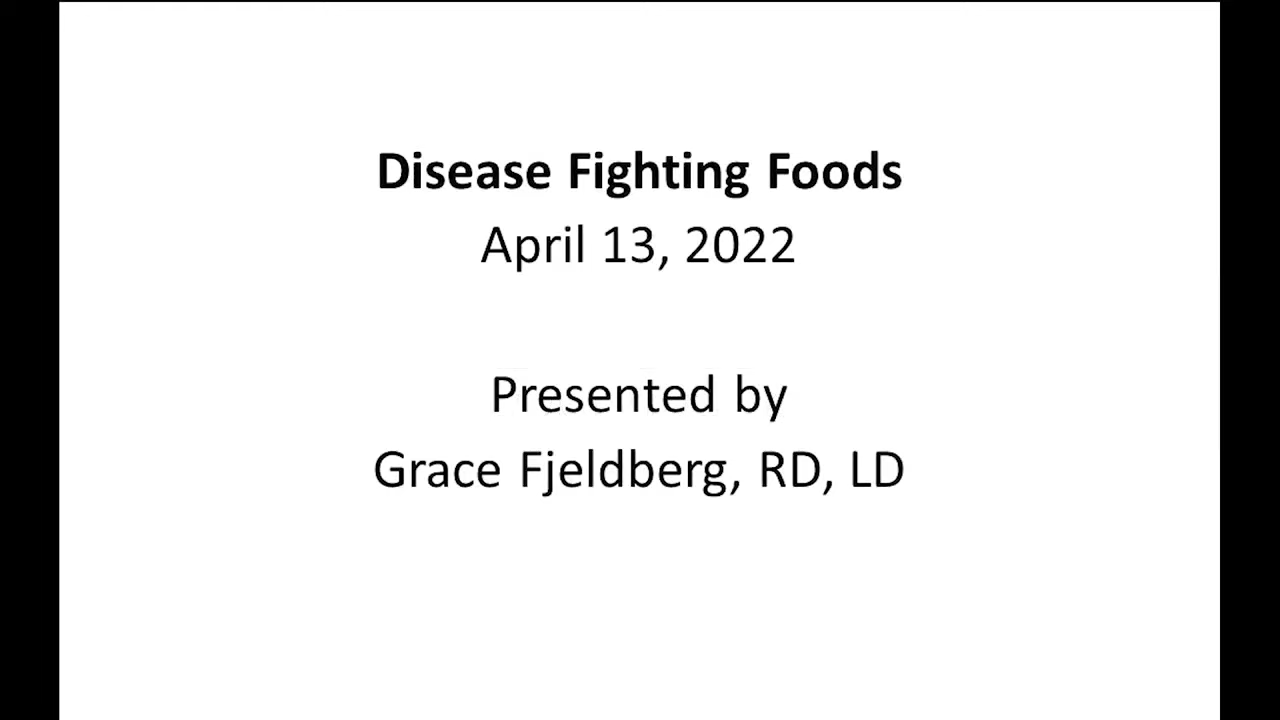 Disease Fighting Foods
April 13, 2022
Presented by
Grace Fjeldberg, RD, LD